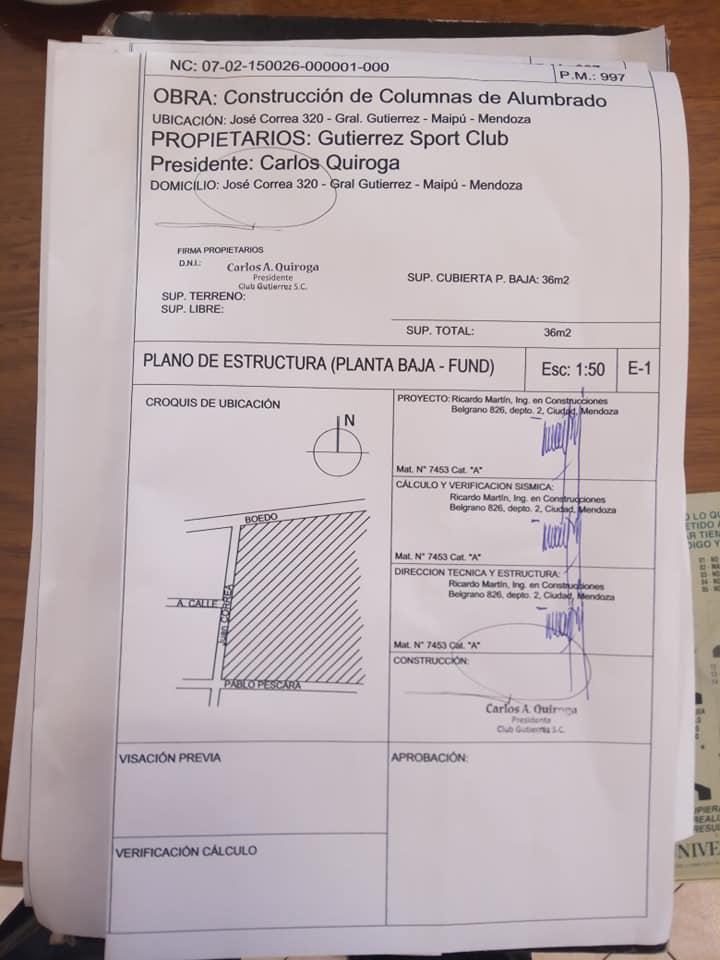 NC: 07-02-150026-000001-000
P.M.: 997
OBRA: Construcción de Columnas de Alumbrado
UBICACIÓN: José Correa 320 - Gral. Gutierrez - Maipú - Mendoza
PROPIETARIOS: Gutierrez Sport Club
Presidente: Carlos Quiroga
DOMICILIO: José Correa 320 - Gral Gutierrez - Maipú - Mendoza
FIRMA PROPIETARIOS
D.N.I.:
Carlos A. Quiroga
Presidente
Club Gutierrez S.C.
SUP. TERRENO:
SUP. LIBRE:
SUP. CUBIERTA P. BAJA: 36m2
SUP. TOTAL: 36m2
PLANO DE ESTRUCTURA (PLANTA BAJA - FUND)
Esc: 1:50
E-1
CROQUIS DE UBICACIÓN
N
BOEDO
A. CALLE
Juan CORREA
PABLO PESCARA
PROYECTO: Ricardo Martín, Ing. en Construcciones
Belgrano 826, depto. 2, Ciudad, Mendoza
Mat. N° 7453 Cat. "A"
CÁLCULO Y VERIFICACION SISMICA:
Ricardo Martín, Ing. en Construcciones
Belgrano 826, depto. 2, Ciudad, Mendoza
Mat. N° 7453 Cat. "A"
DIRECCION TECNICA Y ESTRUCTURA:
Ricardo Martín, Ing. en Construcciones
Belgrano 826, depto. 2, Ciudad, Mendoza
Mat. N° 7453 Cat. "A"
CONSTRUCCIÓN:
Carlos A. Quiroga
Presidente
Club Gutierrez S.C.
VISACIÓN PREVIA
APROBACIÓN:
VERIFICACIÓN CÁLCULO